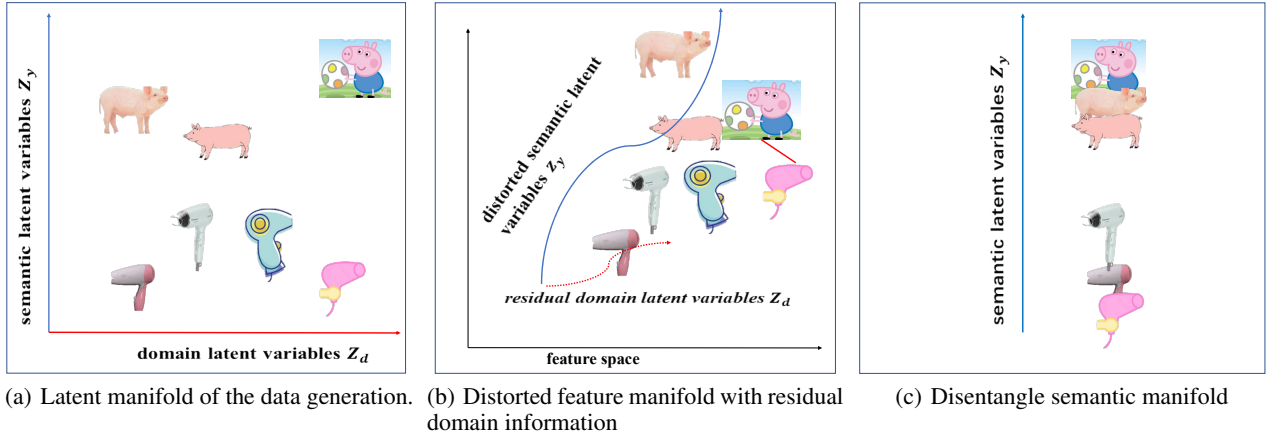 semantic latent variables Z_y
domain latent variables Z_d
(a) Latent manifold of the data generation.
distorted semantic latent
variables Z_y
residual domain latent variables Z_d
feature space
(b) Distorted feature manifold with residual
domain information
semantic latent variables Z_y
(c) Disentangle semantic manifold